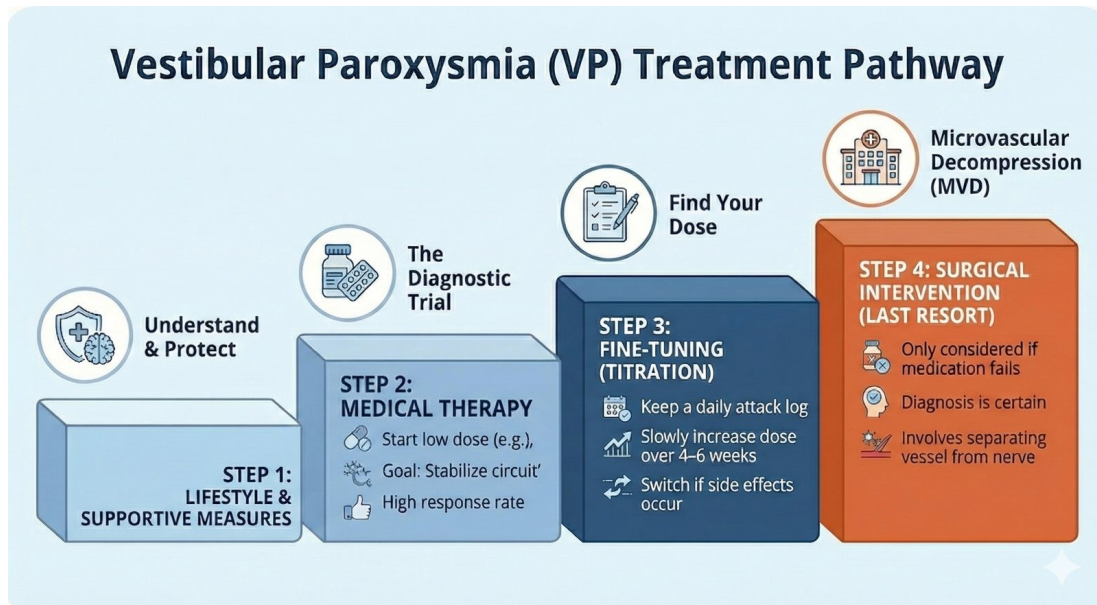 Vestibular Paroxysmia (VP) Treatment Pathway
Understand
& Protect
STEP 1:
LIFESTYLE &
SUPPORTIVE MEASURES
The
Diagnostic
Trial
STEP 2:
MEDICAL THERAPY
Start low dose (e.g.),
Goal: Stabilize circuit’
High response rate
Find Your
Dose
STEP 3:
FINE-TUNING
(TITRATION)
Keep a daily attack log
Slowly increase dose
over 4–6 weeks
Switch if side effects
occur
Microvascular
Decompression
(MVD)
STEP 4: SURGICAL
INTERVENTION
(LAST RESORT)
Only considered if
medication fails
Diagnosis is certain
Involves separating
vessel from nerve